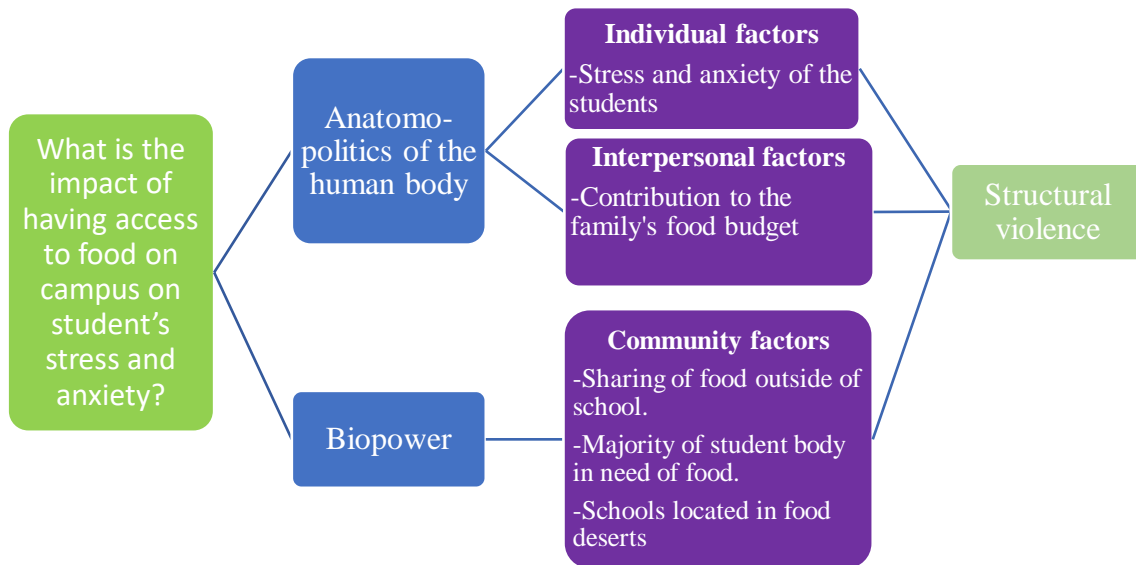 What is the
impact of
having access
to food on
campus on
student’s
stress and
anxiety?
Anatomo-
politics of the
human body
Biopower
Individual factors
-Stress and anxiety of the
students
Interpersonal factors
-Contribution to the
family's food budget
Community factors
-Sharing of food outside of
school.
-Majority of student body
in need of food.
-Schools located in food
deserts
Structural
violence